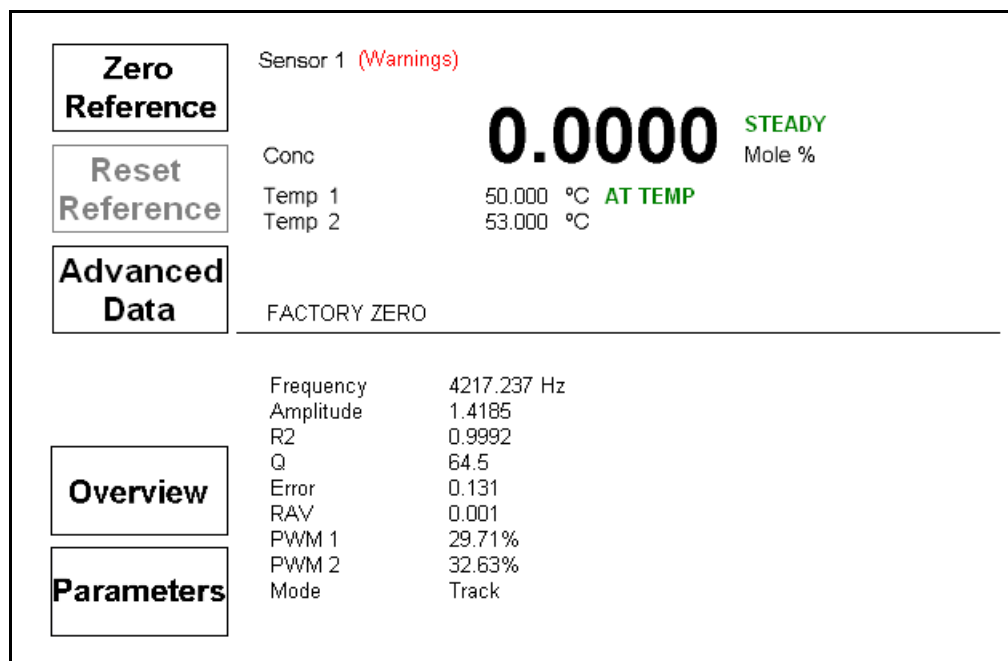 Zero
Reference
Reset
Reference
Advanced
Data
Overview
Parameters
Sensor 1 (Warnings)
Conc 0.0000 STEADY
Mole %
Temp 1 50.000 ºC AT TEMP
Temp 2 53.000 ºC
FACTORY ZERO
Frequency 4217.237 Hz
Amplitude 1.4185
R2 0.9992
Q 64.5
Error 0.131
RAV 0.001
PWM 1 29.71%
PWM 2 32.63%
Mode Track